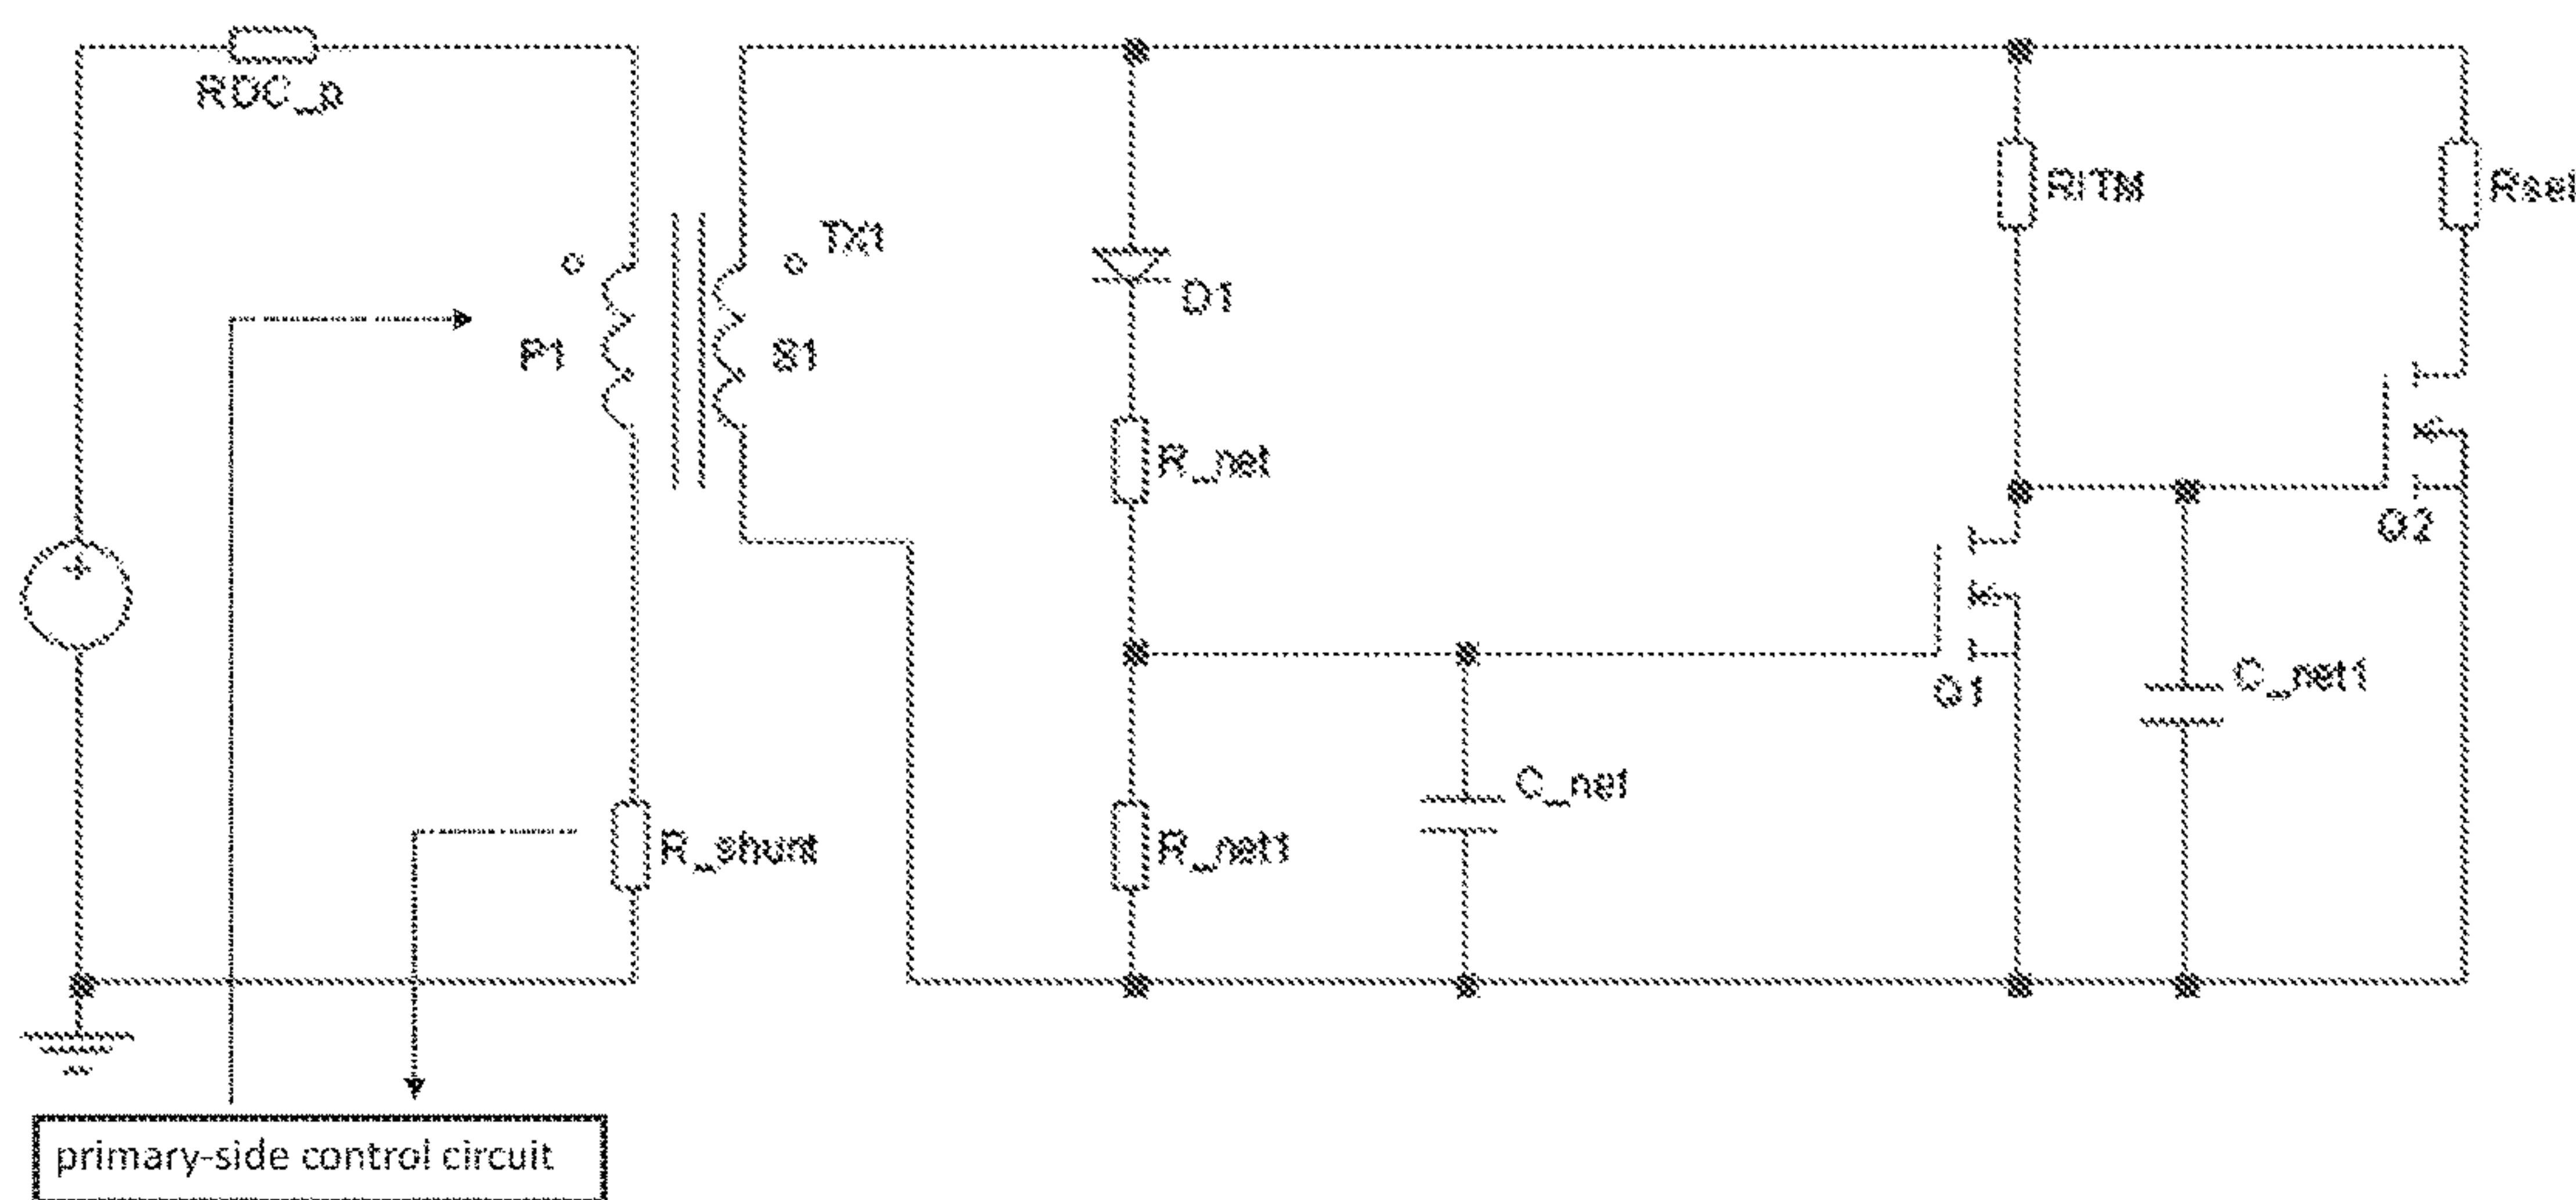 RDC_p
TX1
P1
S1
D1
R_net
RITM
Rsel
Q2
Q1
C_net1
C_net
R_shunt
R_net1
primary-side control circuit